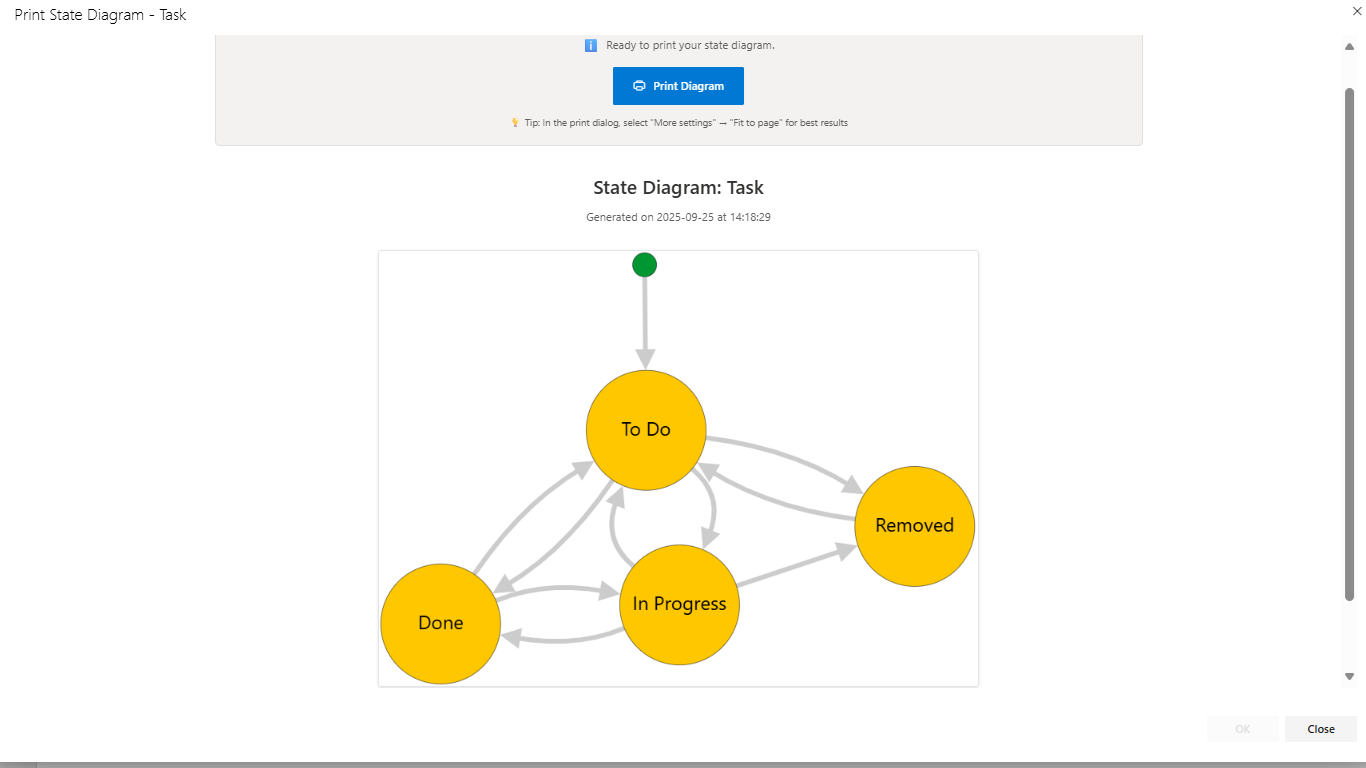 Print State Diagram - Task
Ready to print your state diagram.
Print Diagram
Tip: In the print dialog, select "More settings" → "Fit to page" for best results
State Diagram: Task
Generated on 2025-09-25 at 14:18:29
To Do
Removed
In Progress
Done
OK
Close